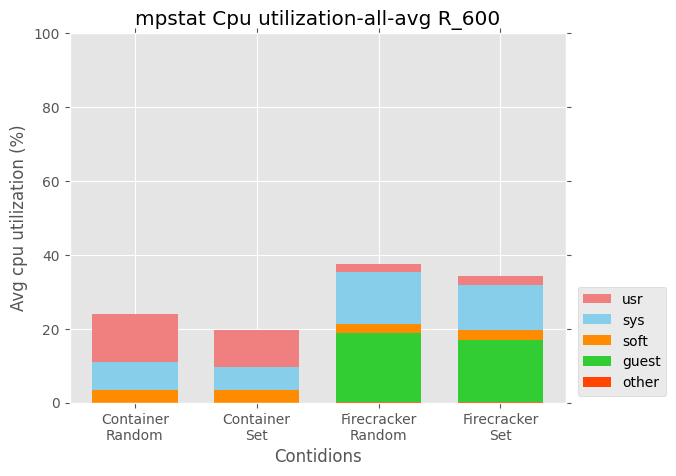 mpstat Cpu utilization-all-avg R_600
Avg cpu utilization (%)
100
80
60
40
20
0
Container
Random
Container
Set
Firecracker
Random
Firecracker
Set
Contidions
usr
sys
soft
guest
other